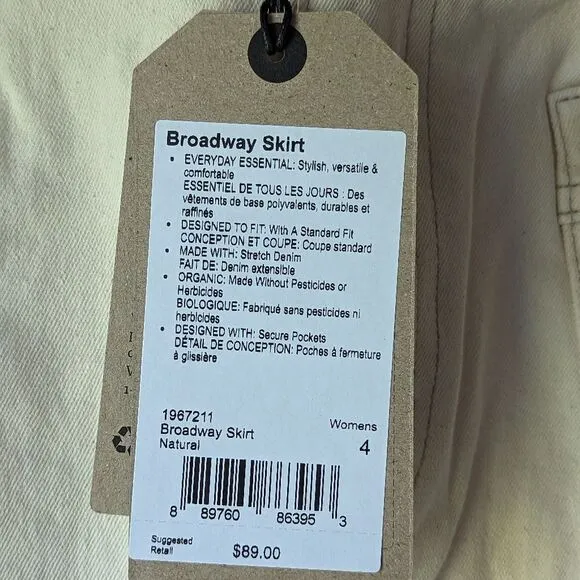 Broadway Skirt
• EVERYDAY ESSENTIAL: Stylish, versatile &
comfortable
ESSENTIEL DE TOUS LES JOURS : Des
vêtements de base polyvalents, durables et
raffinés
• DESIGNED TO FIT: With A Standard Fit
CONCEPTION ET COUPE: Coupe standard
• MADE WITH: Stretch Denim
FAIT DE: Denim extensible
• ORGANIC: Made Without Pesticides or
Herbicides
BIOLOGIQUE: Fabriqué sans pesticides ni
herbicides
• DESIGNED WITH: Secure Pockets
DÉTAIL DE CONCEPTION: Poches à fermeture
à glissière
1967211
Broadway Skirt
Natural
Womens
4
8 89760 86395 3
Suggested
Retail
$89.00